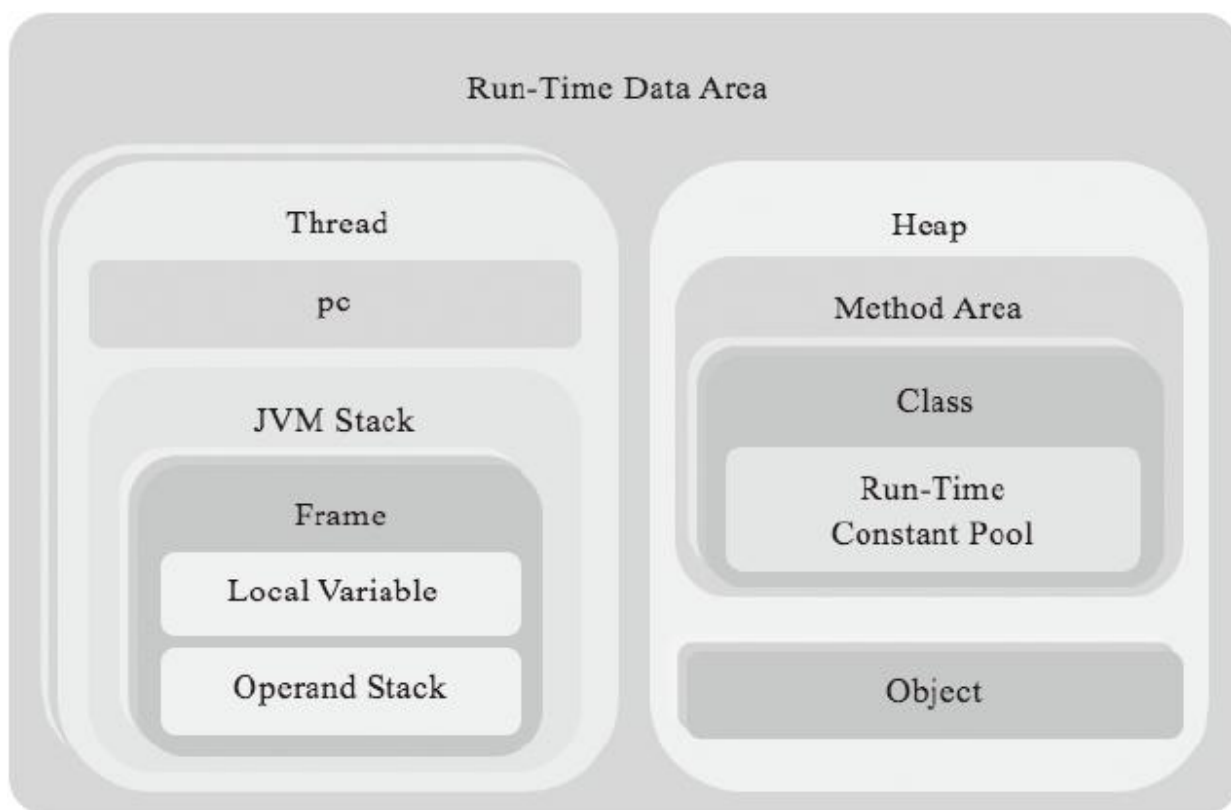 Run-Time Data Area
Thread
pc
JVM Stack
Frame
Local Variable
Operand Stack
Heap
Method Area
Class
Run-Time
Constant Pool
Object